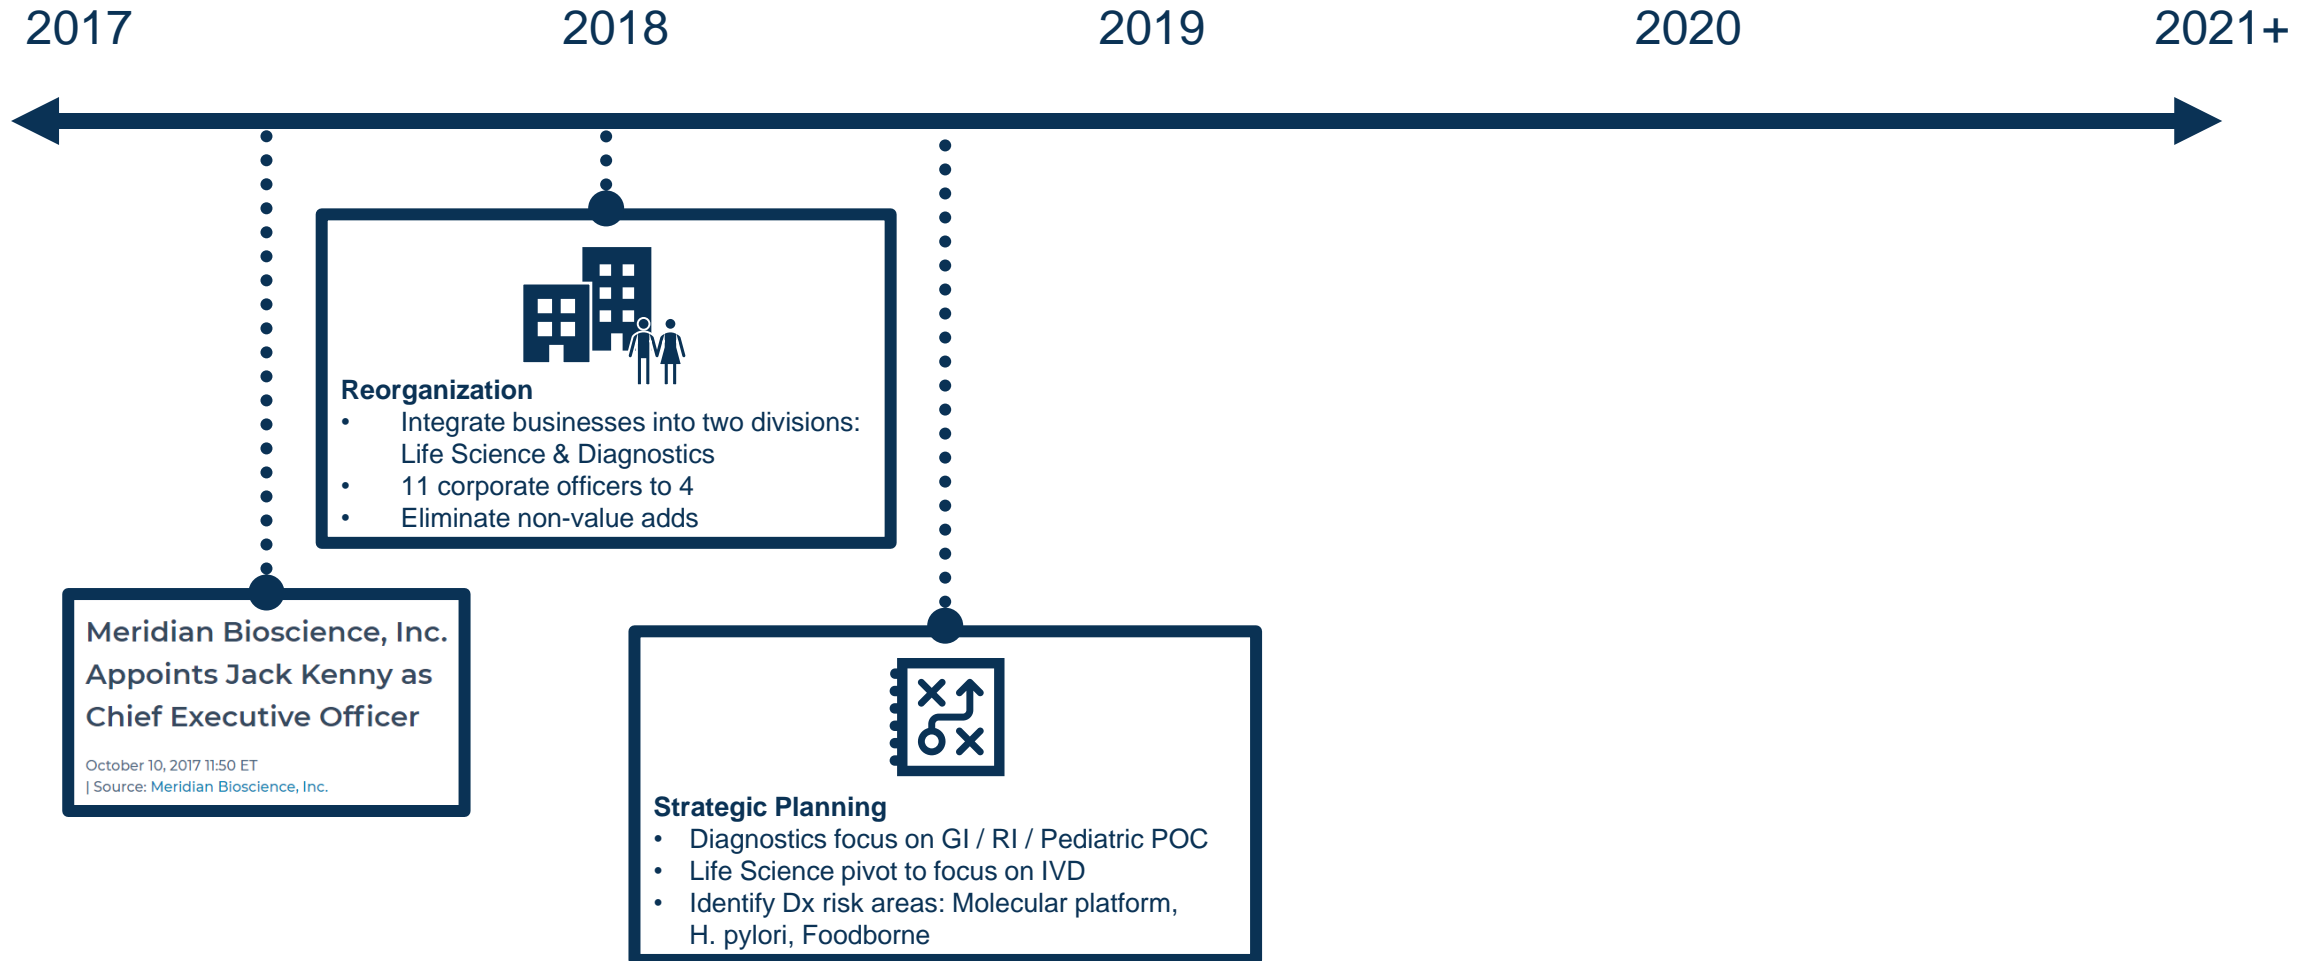 2017
2018
2019
2020
2021+
Reorganization
• Integrate businesses into two divisions:
Life Science & Diagnostics
• 11 corporate officers to 4
• Eliminate non-value adds
Meridian Bioscience, Inc.
Appoints Jack Kenny as
Chief Executive Officer
October 10, 2017 11:50 ET
| Source: Meridian Bioscience, Inc.
Strategic Planning
• Diagnostics focus on GI / RI / Pediatric POC
• Life Science pivot to focus on IVD
• Identify Dx risk areas: Molecular platform,
H. pylori, Foodborne